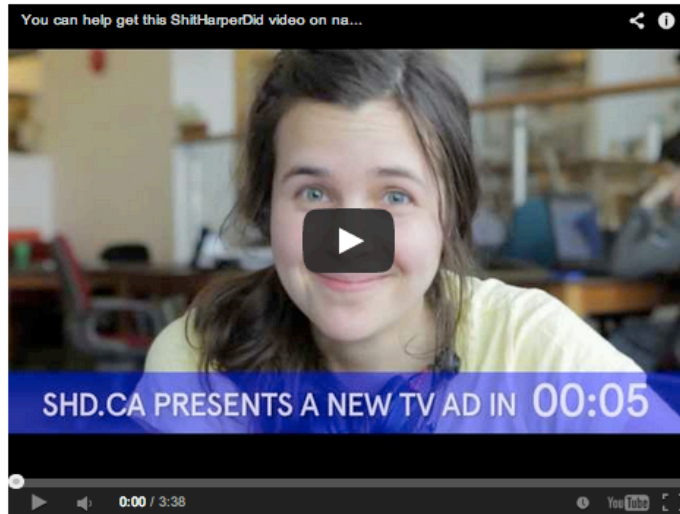 You can help get this ShitHarperDid video on na...
SHD.CA PRESENTS A NEW TV AD IN 00:05
0:00 / 3:38
YouTube